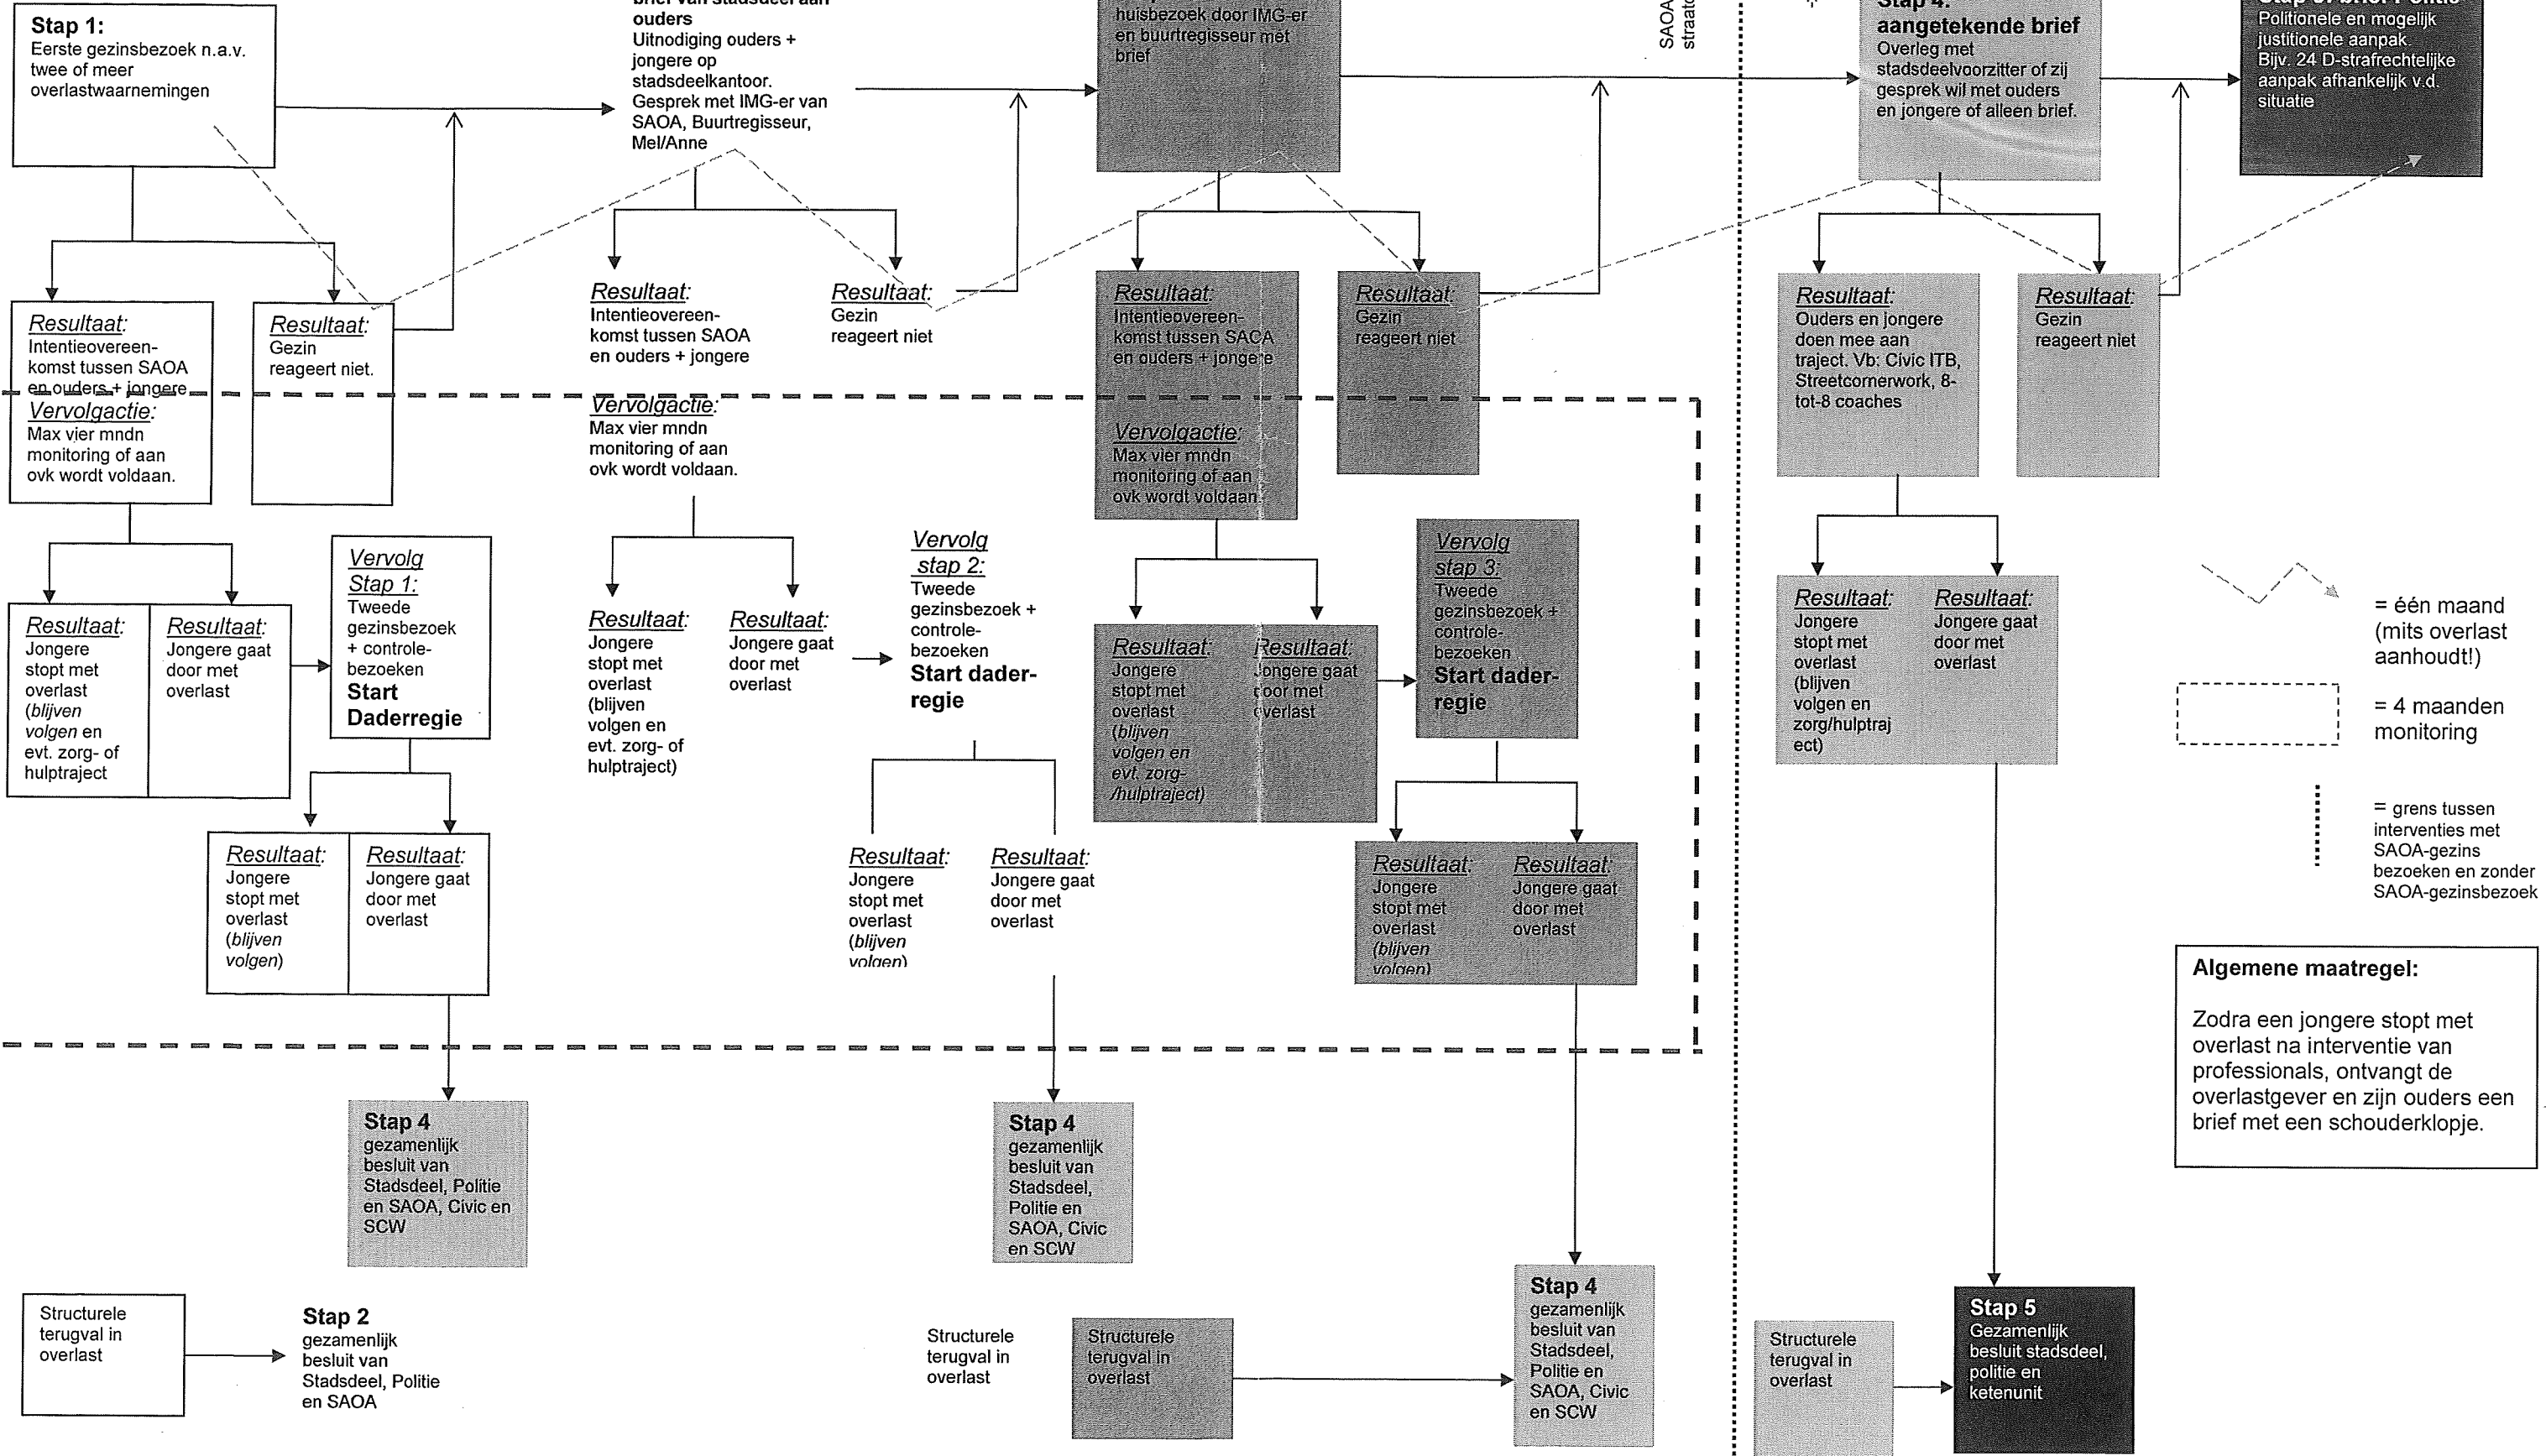 Stap 1:
Eerste gezinsbezoek n.a.v.
twee of meer
overlastwaarnemingen
brief van stadsdeel aan
ouders
Uitnodiging ouders +
jongere op
stadsdeelkantoor.
Gesprek met IMG-er van
SAOA, Buurtregisseur,
Mel/Anne
huisbezoek door IMG-er
en buurtregisseur met
brief
SAOA
Stap 4:
aangetekende brief
Overleg met
stadsdeelvoorzitter of zij
gesprek wil met ouders
en jongere of alleen brief.
Politionele en mogelijk
justitionele aanpak.
Bijv. 24 D-strafrechtelijke
aanpak afhankelijk v.d.
situatie
Resultaat:
Intentieovereen-
komst tussen SAOA
en ouders + jongere
Vervolgactie:
Max vier mndn
monitoring of aan
ovk wordt voldaan.
Resultaat:
Gezin
reageert niet.
Resultaat:
Intentieovereen-
komst tussen SAOA
en ouders + jongere
Vervolgactie:
Max vier mndn
monitoring of aan
ovk wordt voldaan.
Resultaat:
Gezin
reageert niet
Resultaat:
Intentieovereen-
komst tussen SACA
en ouders + jongere
Vervolgactie:
Max vier mndn
monitoring of aan
ovk wordt voldaan.
Resultaat:
Gezin
reageert niet
Resultaat:
Ouders en jongere
doen mee aan
traject. Vb: Civic ITB,
Streetcornerwork, 8-
tot-8 coaches
Resultaat:
Gezin
reageert niet
Resultaat:
Jongere
stopt met
overlast
(blijven
volgen en
evt. zorg- of
hulptraject
Resultaat:
Jongere gaat
door met
overlast
Vervolg
Stap 1:
Tweede
gezinsbezoek
+ controle-
bezoeken
Start
Daderregie
Resultaat:
Jongere
stopt met
overlast
(blijven
volgen en
evt. zorg- of
hulptraject)
Resultaat:
Jongere gaat
door met
overlast
Vervolg
stap 2:
Tweede
gezinsbezoek +
controle-
bezoeken
Start dader-
regie
Resultaat:
Jongere
stopt met
overlast
(blijven
volgen en
evt. zorg-
/hulptraject)
Resultaat:
Jongere gaat
door met
overlast
Vervolg
stap 3:
Tweede
gezinsbezoek +
controle-
bezoeken
Start dader-
regie
Resultaat:
Jongere
stopt met
overlast
(blijven
volgen en
zorg/hulptraj
ect)
Resultaat:
Jongere gaat
door met
overlast
= één maand
(mits overlast
aanhoudt!)
= 4 maanden
monitoring
= grens tussen
interventies met
SAOA-gezins
bezoeken en zonder
SAOA-gezinsbezoek
Resultaat:
Jongere
stopt met
overlast
(blijven
volgen)
Resultaat:
Jongere gaat
door met
overlast
Resultaat:
Jongere
stopt met
overlast
(blijven
volgen)
Resultaat:
Jongere gaat
door met
overlast
Resultaat:
Jongere
stopt met
overlast
(blijven
volgen)
Resultaat:
Jongere gaat
door met
overlast
Algemene maatregel:
Zodra een jongere stopt met
overlast na interventie van
professionals, ontvangt de
overlastgever en zijn ouders een
brief met een schouderklopje.
Stap 4
gezamenlijk
besluit van
Stadsdeel, Politie
en SAOA, Civic en
SCW
Stap 4
gezamenlijk
besluit van
Stadsdeel,
Politie en
SAOA, Civic
en SCW
Stap 4
gezamenlijk
besluit van
Stadsdeel,
Politie en
SAOA, Civic
en SCW
Structurele
terugval in
overlast
Stap 2
gezamenlijk
besluit van
Stadsdeel, Politie
en SAOA
Structurele
terugval in
overlast
Structurele
terugval in
overlast
Structurele
terugval in
overlast
Stap 5
Gezamenlijk
besluit stadsdeel,
politie en
ketenunit